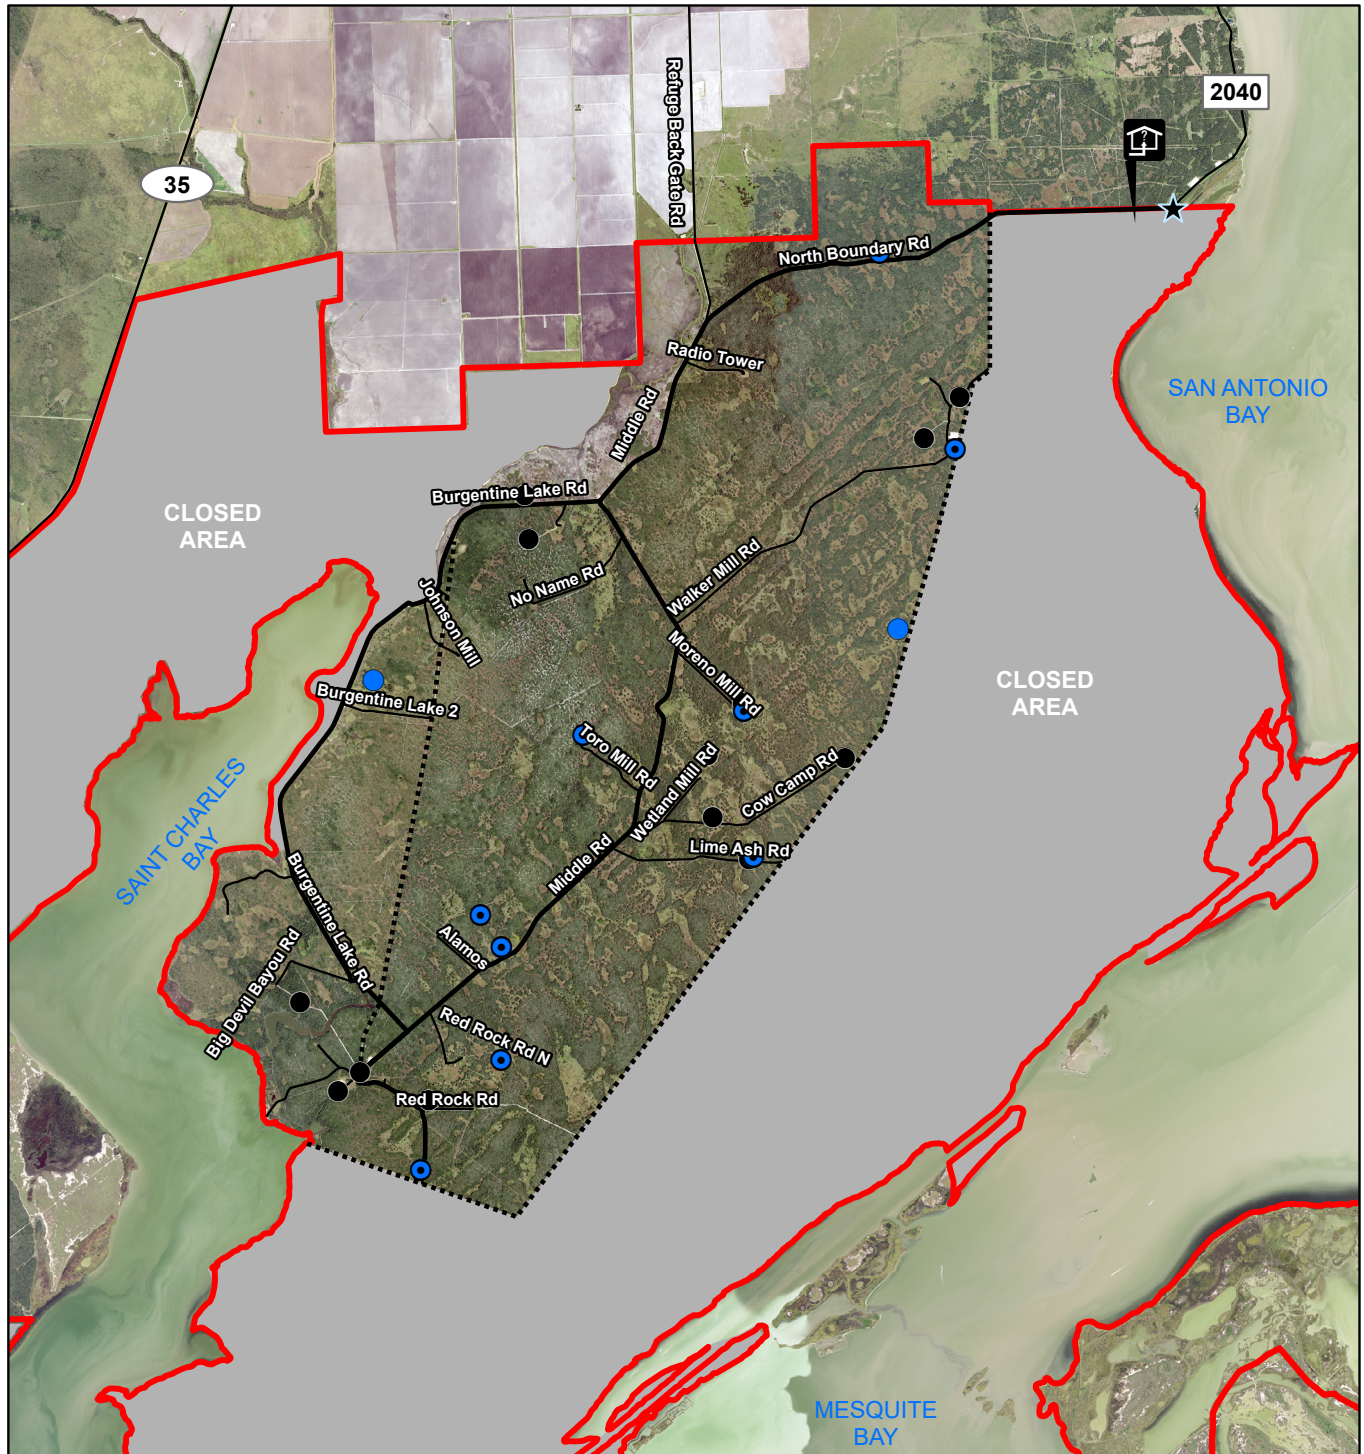 Refuge Back Gate Rd
2040
35
?
North Boundary Rd
Radio Tower
SAN ANTONIO
BAY
Middle Rd
Burgentine Lake Rd
CLOSED
AREA
Walker Mill Rd
No Name Rd
Johnson Mill
Moreno Mill Rd
CLOSED
AREA
Burgentine Lake 2
Toro Mill Rd
Wetland Mill Rd
Cow Camp Rd
SAINT CHARLES
BAY
Lime Ash Rd
Middle Rd
Burgentine Lake Rd
Alamos
Big Devil Bayou Rd
Red Rock Rd N
Red Rock Rd
MESQUITE
BAY